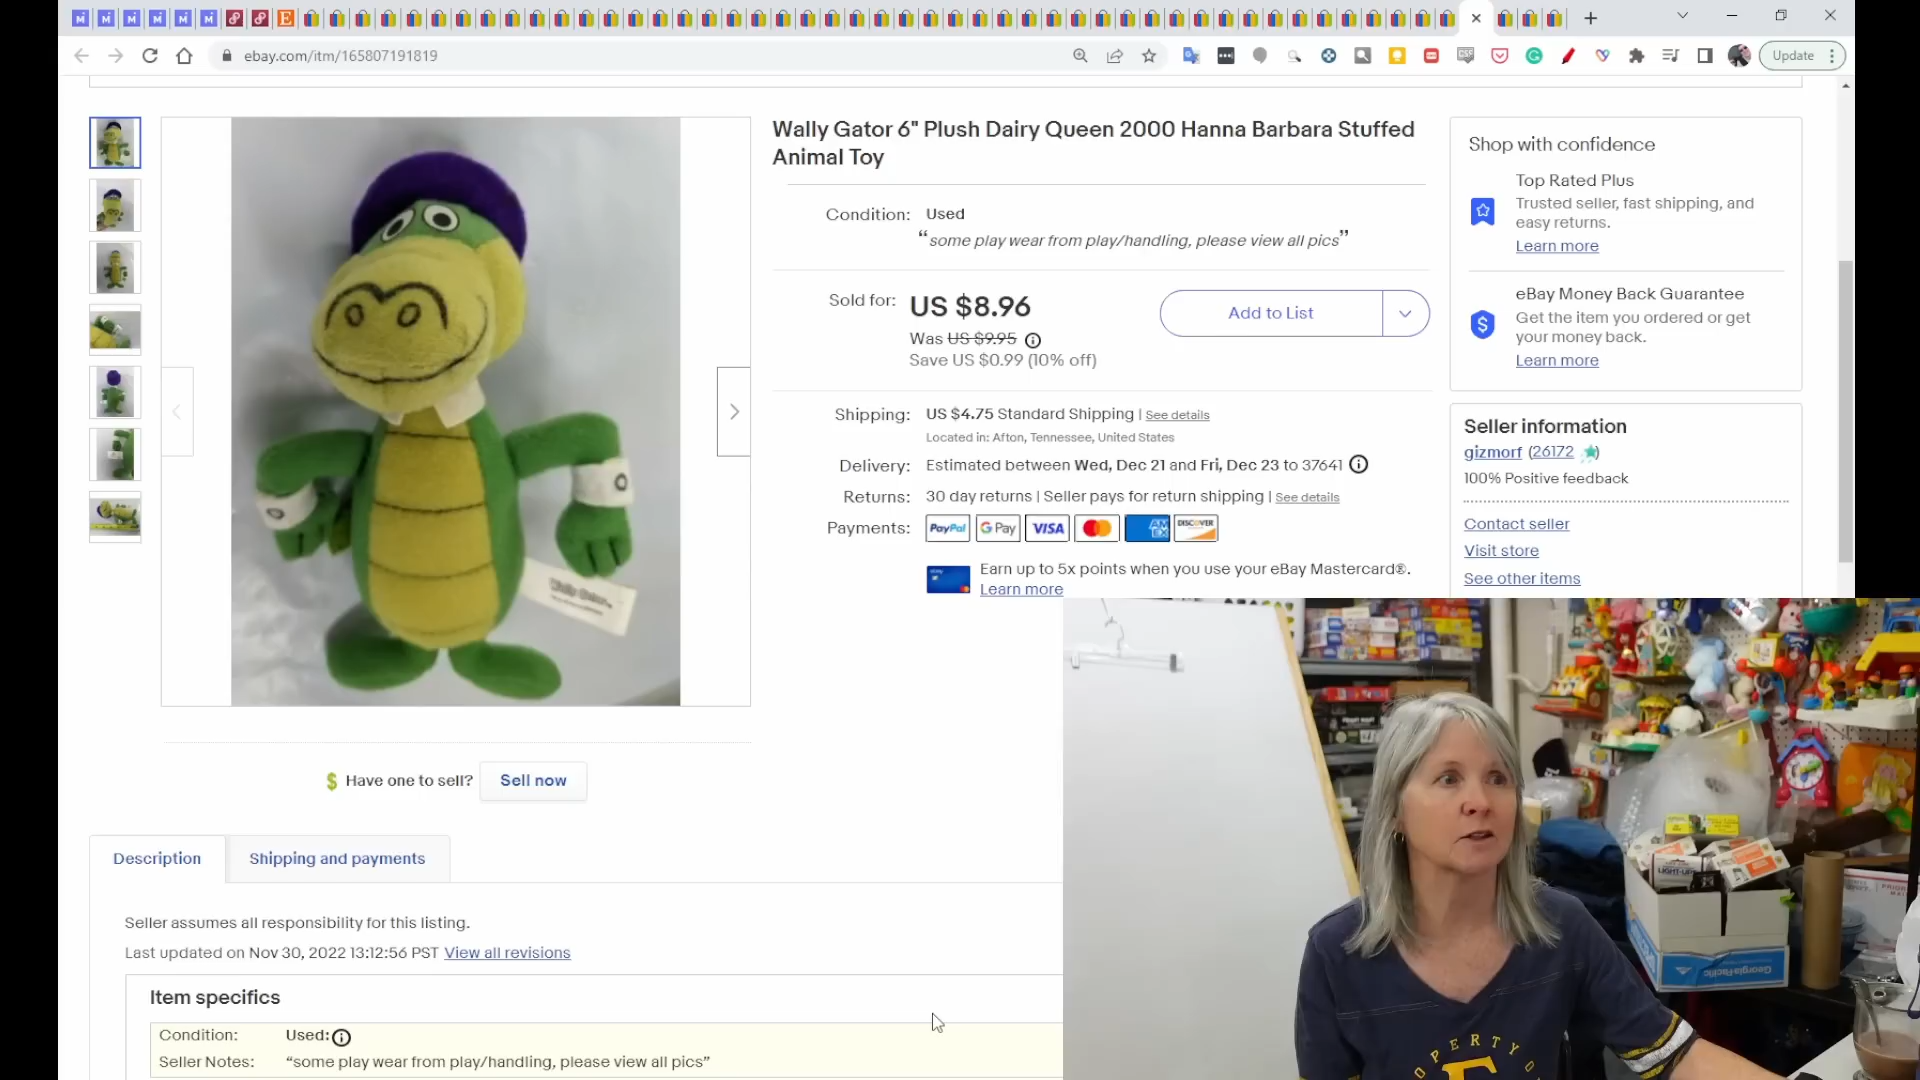 ebay.com/itm/165807191819
Update
Wally Gator 6" Plush Dairy Queen 2000 Hanna Barbara Stuffed
Animal Toy
Condition: Used
“some play wear from play/handling, please view all pics”
Sold for: US $8.96
Was US $9.95
Save US $0.99 (10% off)
Add to List
Shipping: US $4.75 Standard Shipping | See details
Located in: Afton, Tennessee, United States
Delivery: Estimated between Wed, Dec 21 and Fri, Dec 23 to 37641
Returns: 30 day returns | Seller pays for return shipping | See details
Payments: PayPal G Pay VISA AM EX DISCOVER
Earn up to 5x points when you use your eBay Mastercard®.
Learn more
Shop with confidence
Top Rated Plus
Trusted seller, fast shipping, and
easy returns.
Learn more
eBay Money Back Guarantee
Get the item you ordered or get
your money back.
Learn more
Seller information
gizmorf (26172)
100% Positive feedback
Contact seller
Visit store
See other items
Wally Gator
Have one to sell? Sell now
Description
Shipping and payments
Seller assumes all responsibility for this listing.
Last updated on Nov 30, 2022 13:12:56 PST View all revisions
Item specifics
Condition: Used:
Seller Notes: “some play wear from play/handling, please view all pics”
Georgia-Pacific
LIGHT-UP
PRIOR
PERTY O